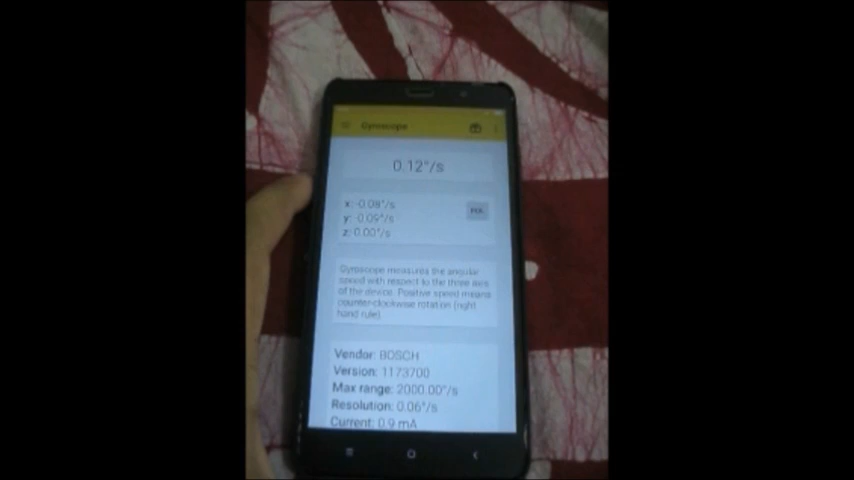 Gyroscope
0.12°/s
x: -0.08°/s
y: -0.09°/s
z: 0.00°/s
Gyroscope measures the angular
speed with respect to the three axes
of the device. Positive speed means
counter-clockwise rotation (right
hand rule).
Vendor: BOSCH
Version: 1173700
Max range: 2000.00°/s
Resolution: 0.06°/s
Current: 0.9 mA